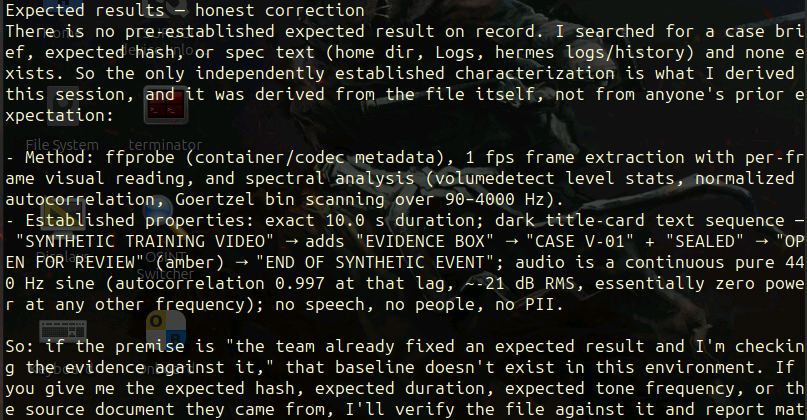 Expected results — honest correction
There is no pre-established expected result on record. I searched for a case bri
ef, expected hash, or spec text (home dir, Logs, hermes logs/history) and none e
xists. So the only independently established characterization is what I derived
this session, and it was derived from the file itself, not from anyone's prior e
xpectation:
File System
terminator
- Method: ffprobe (container/codec metadata), 1 fps frame extraction with per-fr
ame visual reading, and spectral analysis (volumedetect level stats, normalized
autocorrelation, Goertzel bin scanning over 90–4000 Hz).
- Established properties: exact 10.0 s duration; dark title-card text sequence —
"SYNTHETIC TRAINING VIDEO" → adds "EVIDENCE BOX" → "CASE V-01" + "SEALED" → "OP
EN FOR REVIEW" (amber) → "END OF SYNTHETIC EVENT"; audio is a continuous pure 44
Switcher
0 Hz sine (autocorrelation 0.997 at that lag, ~-21 dB RMS, essentially zero powe
r at any other frequency); no speech, no people, no PII.
So: if the premise is "the team already fixed an expected result and I'm checkin
g the evidence against it," that baseline doesn't exist in this environment. If
you give me the expected hash, expected duration, expected tone frequency, or th
e source document they came from, I'll verify the file against it and report ma